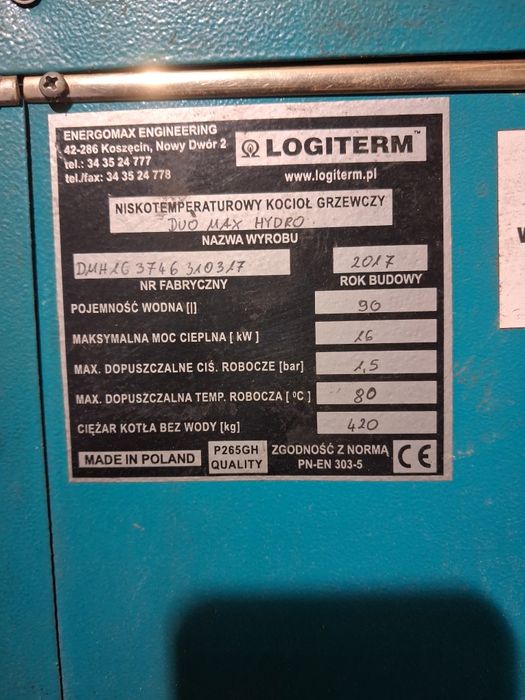 ENERGOMAX ENGINEERING
42-286 Koszęcin, Nowy Dwór 2
tel.: 34 35 24 777
tel./fax: 34 35 24 778
LOGITERM™
www.logiterm.pl
NISKOTEMPERATUROWY KOCIOŁ GRZEWCZY
DUO MAX HYDRO
NAZWA WYROBU
DMH16 3746 310317
NR FABRYCZNY
2017
ROK BUDOWY
POJEMNOŚĆ WODNA [l] 90
MAKSYMALNA MOC CIEPLNA [ kW] 16
MAX. DOPUSZCZALNE CIŚ. ROBOCZE [bar] 1,5
MAX. DOPUSZCZALNA TEMP. ROBOCZA [ °C ] 80
CIĘŻAR KOTŁA BEZ WODY [kg] 420
MADE IN POLAND
P265GH
QUALITY
ZGODNOŚĆ Z NORMĄ
PN-EN 303-5
CE